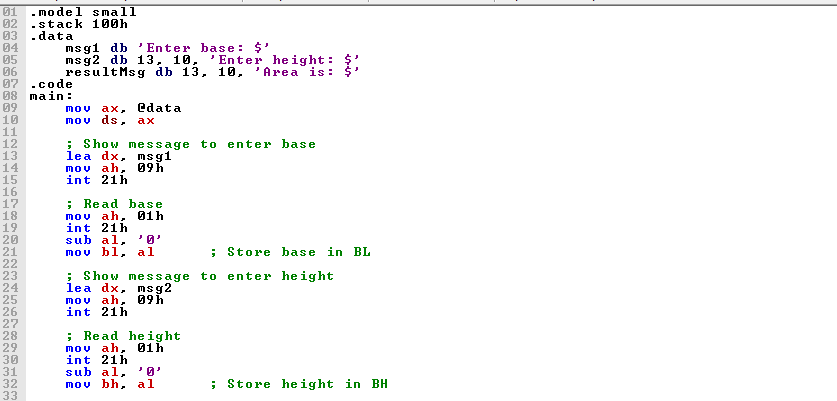 01 .model small
02 .stack 100h
03 .data
04     msg1 db 'Enter base: $'
05     msg2 db 13, 10, 'Enter height: $'
06     resultMsg db 13, 10, 'Area is: $'
07 .code
08 main:
09     mov ax, @data
10     mov ds, ax
11
12     ; Show message to enter base
13     lea dx, msg1
14     mov ah, 09h
15     int 21h
16
17     ; Read base
18     mov ah, 01h
19     int 21h
20     sub al, '0'
21     mov bl, al      ; Store base in BL
22
23     ; Show message to enter height
24     lea dx, msg2
25     mov ah, 09h
26     int 21h
27
28     ; Read height
29     mov ah, 01h
30     int 21h
31     sub al, '0'
32     mov bh, al      ; Store height in BH
33